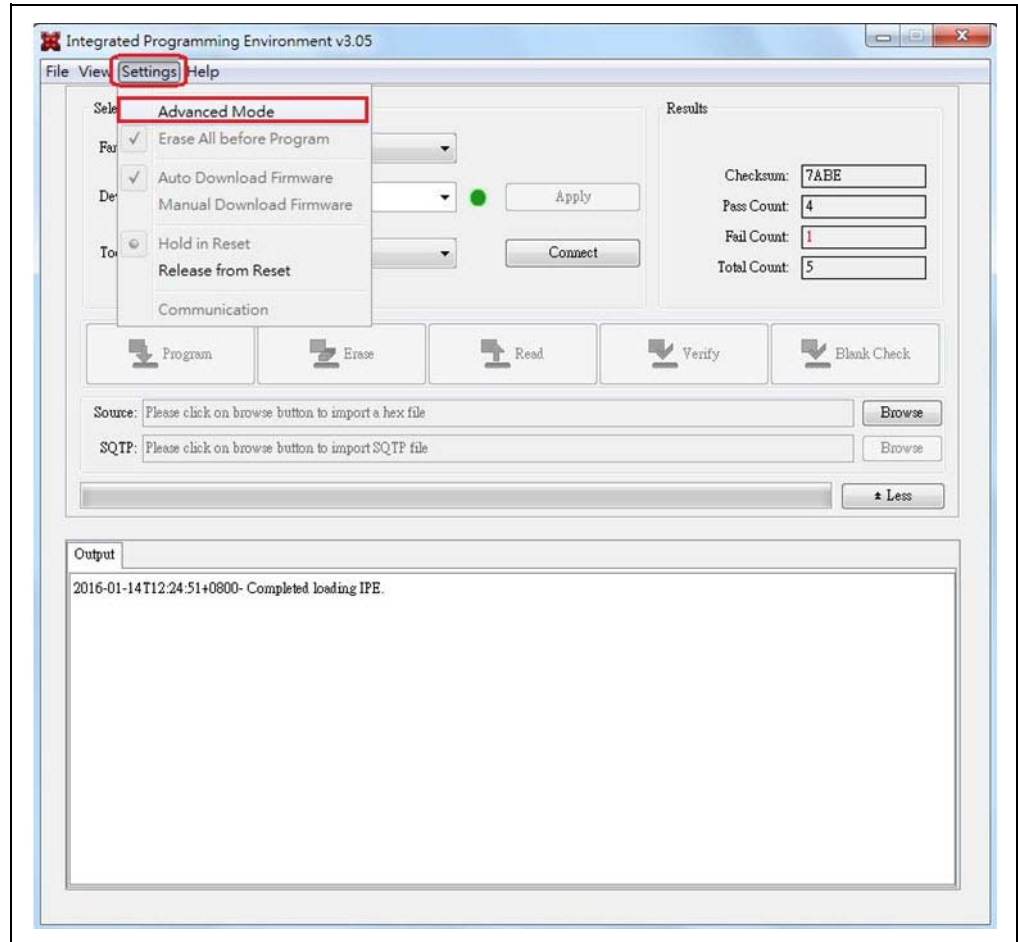 Integrated Programming Environment v3.05
File View Settings Help
Advanced Mode
Erase All before Program
Auto Download Firmware
Manual Download Firmware
Hold in Reset
Release from Reset
Communication
Apply
Connect
Results
Checksum: 7ABE
Pass Count: 4
Fail Count: 1
Total Count: 5
Program Erase Read Verify Blank Check
Source: Please click on browse button to import a hex file Browse
SQTP: Please click on browse button to import SQTP file Browse
Less
Output
2016-01-14T12:24:51+0800- Completed loading IPE.